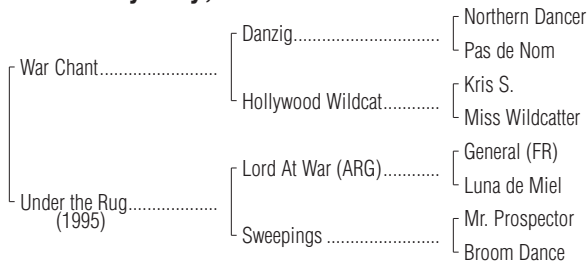 Northern Dancer
Danzig
Pas de Nom
War Chant
Kris S.
Hollywood Wildcat
Miss Wildcatter
General (FR)
Lord At War (ARG)
Luna de Miel
Under the Rug
(1995)
Mr. Prospector
Sweepings
Broom Dance